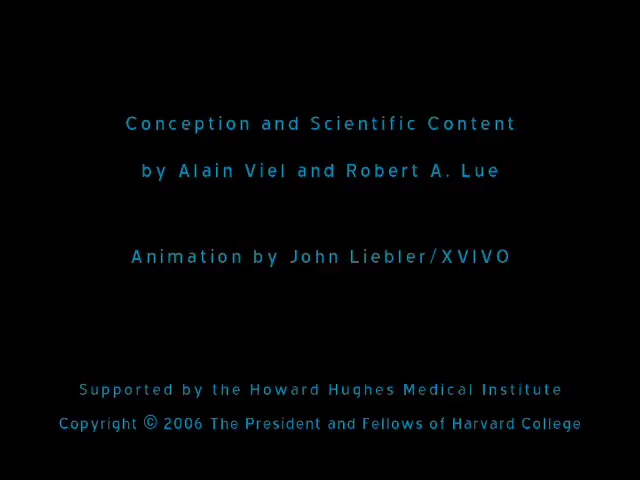 Conception and Scientific Content
by Alain Viel and Robert A. Lue
Animation by John Liebler/XVIVO
Supported by the Howard Hughes Medical Institute
Copyright © 2006 The President and Fellows of Harvard College